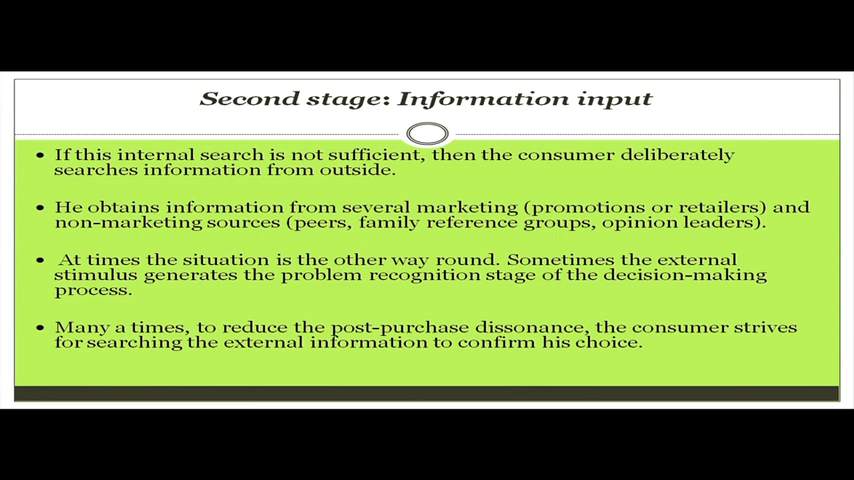 Second stage: Information input
• If this internal search is not sufficient, then the consumer deliberately
searches information from outside.
• He obtains information from several marketing (promotions or retailers) and
non-marketing sources (peers, family reference groups, opinion leaders).
• At times the situation is the other way round. Sometimes the external
stimulus generates the problem recognition stage of the decision-making
process.
• Many a times, to reduce the post-purchase dissonance, the consumer strives
for searching the external information to confirm his choice.